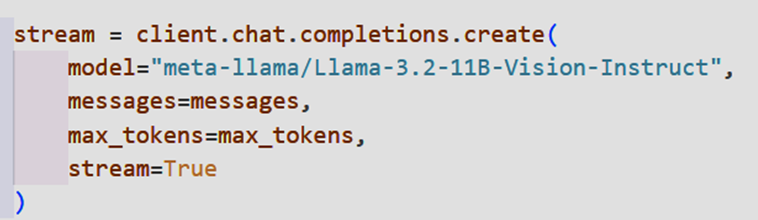 stream = client.chat.completions.create(
    model="meta-llama/Llama-3.2-11B-Vision-Instruct",
    messages=messages,
    max_tokens=max_tokens,
    stream=True
)